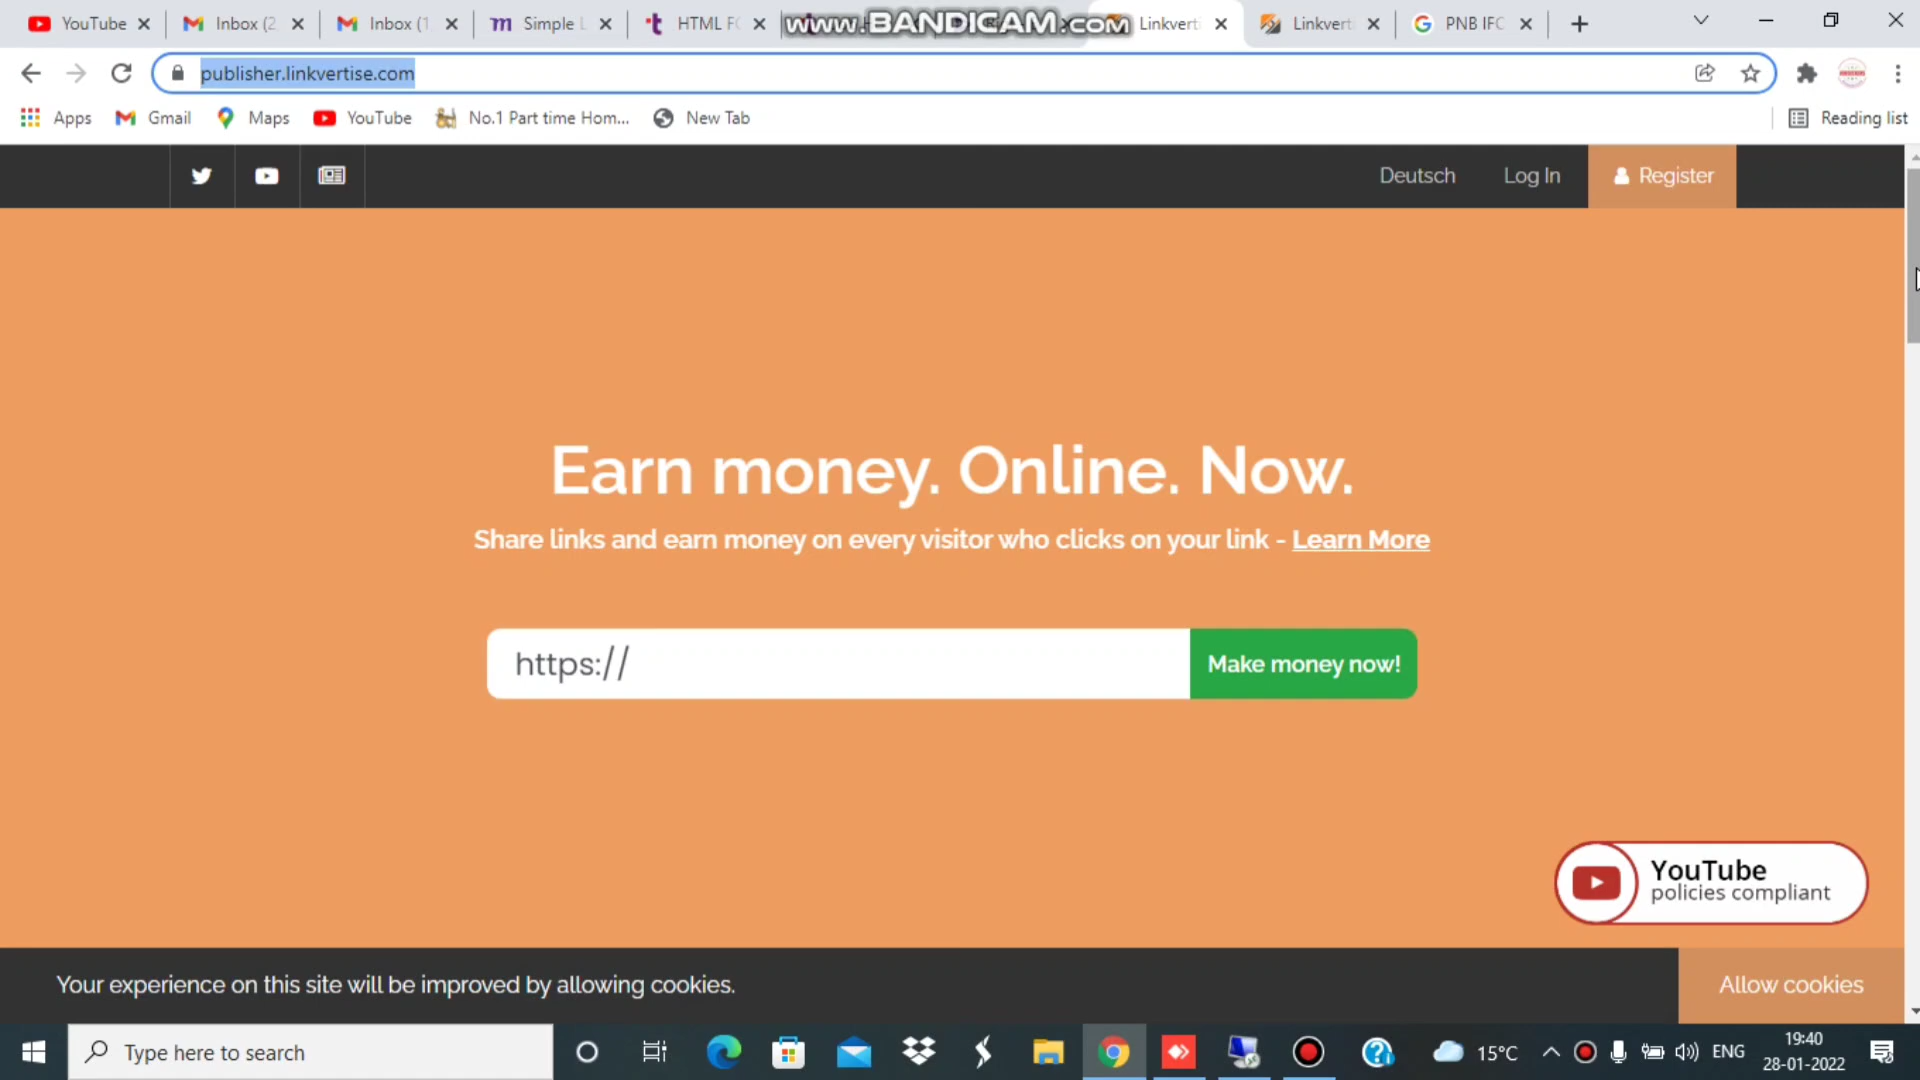 YouTube
Inbox (2
Inbox (1
Simple
HTML FO
www.BANDICAM.com
Linkvert
Linkvert
PNB IFC
publisher.linkvertise.com
Apps
Gmail
Maps
YouTube
No.1 Part time Hom...
New Tab
Reading list
Deutsch
Log In
Register
Earn money. Online. Now.
Share links and earn money on every visitor who clicks on your link - Learn More
https://
Make money now!
YouTube
policies compliant
Your experience on this site will be improved by allowing cookies.
Allow cookies
Type here to search
15°C
ENG
19:40
28-01-2022